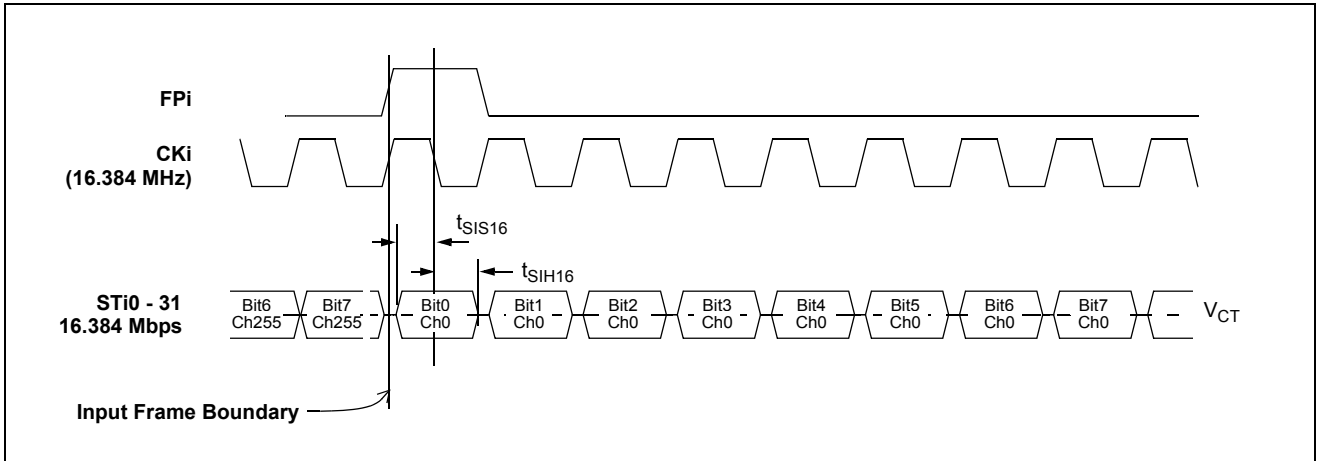 FPi
CKi
(16.384 MHz)
tSIS16
tSIH16
STi0 - 31
16.384 Mbps
Bit6 Ch255
Bit7 Ch255
Bit0 Ch0
Bit1 Ch0
Bit2 Ch0
Bit3 Ch0
Bit4 Ch0
Bit5 Ch0
Bit6 Ch0
Bit7 Ch0
VCT
Input Frame Boundary